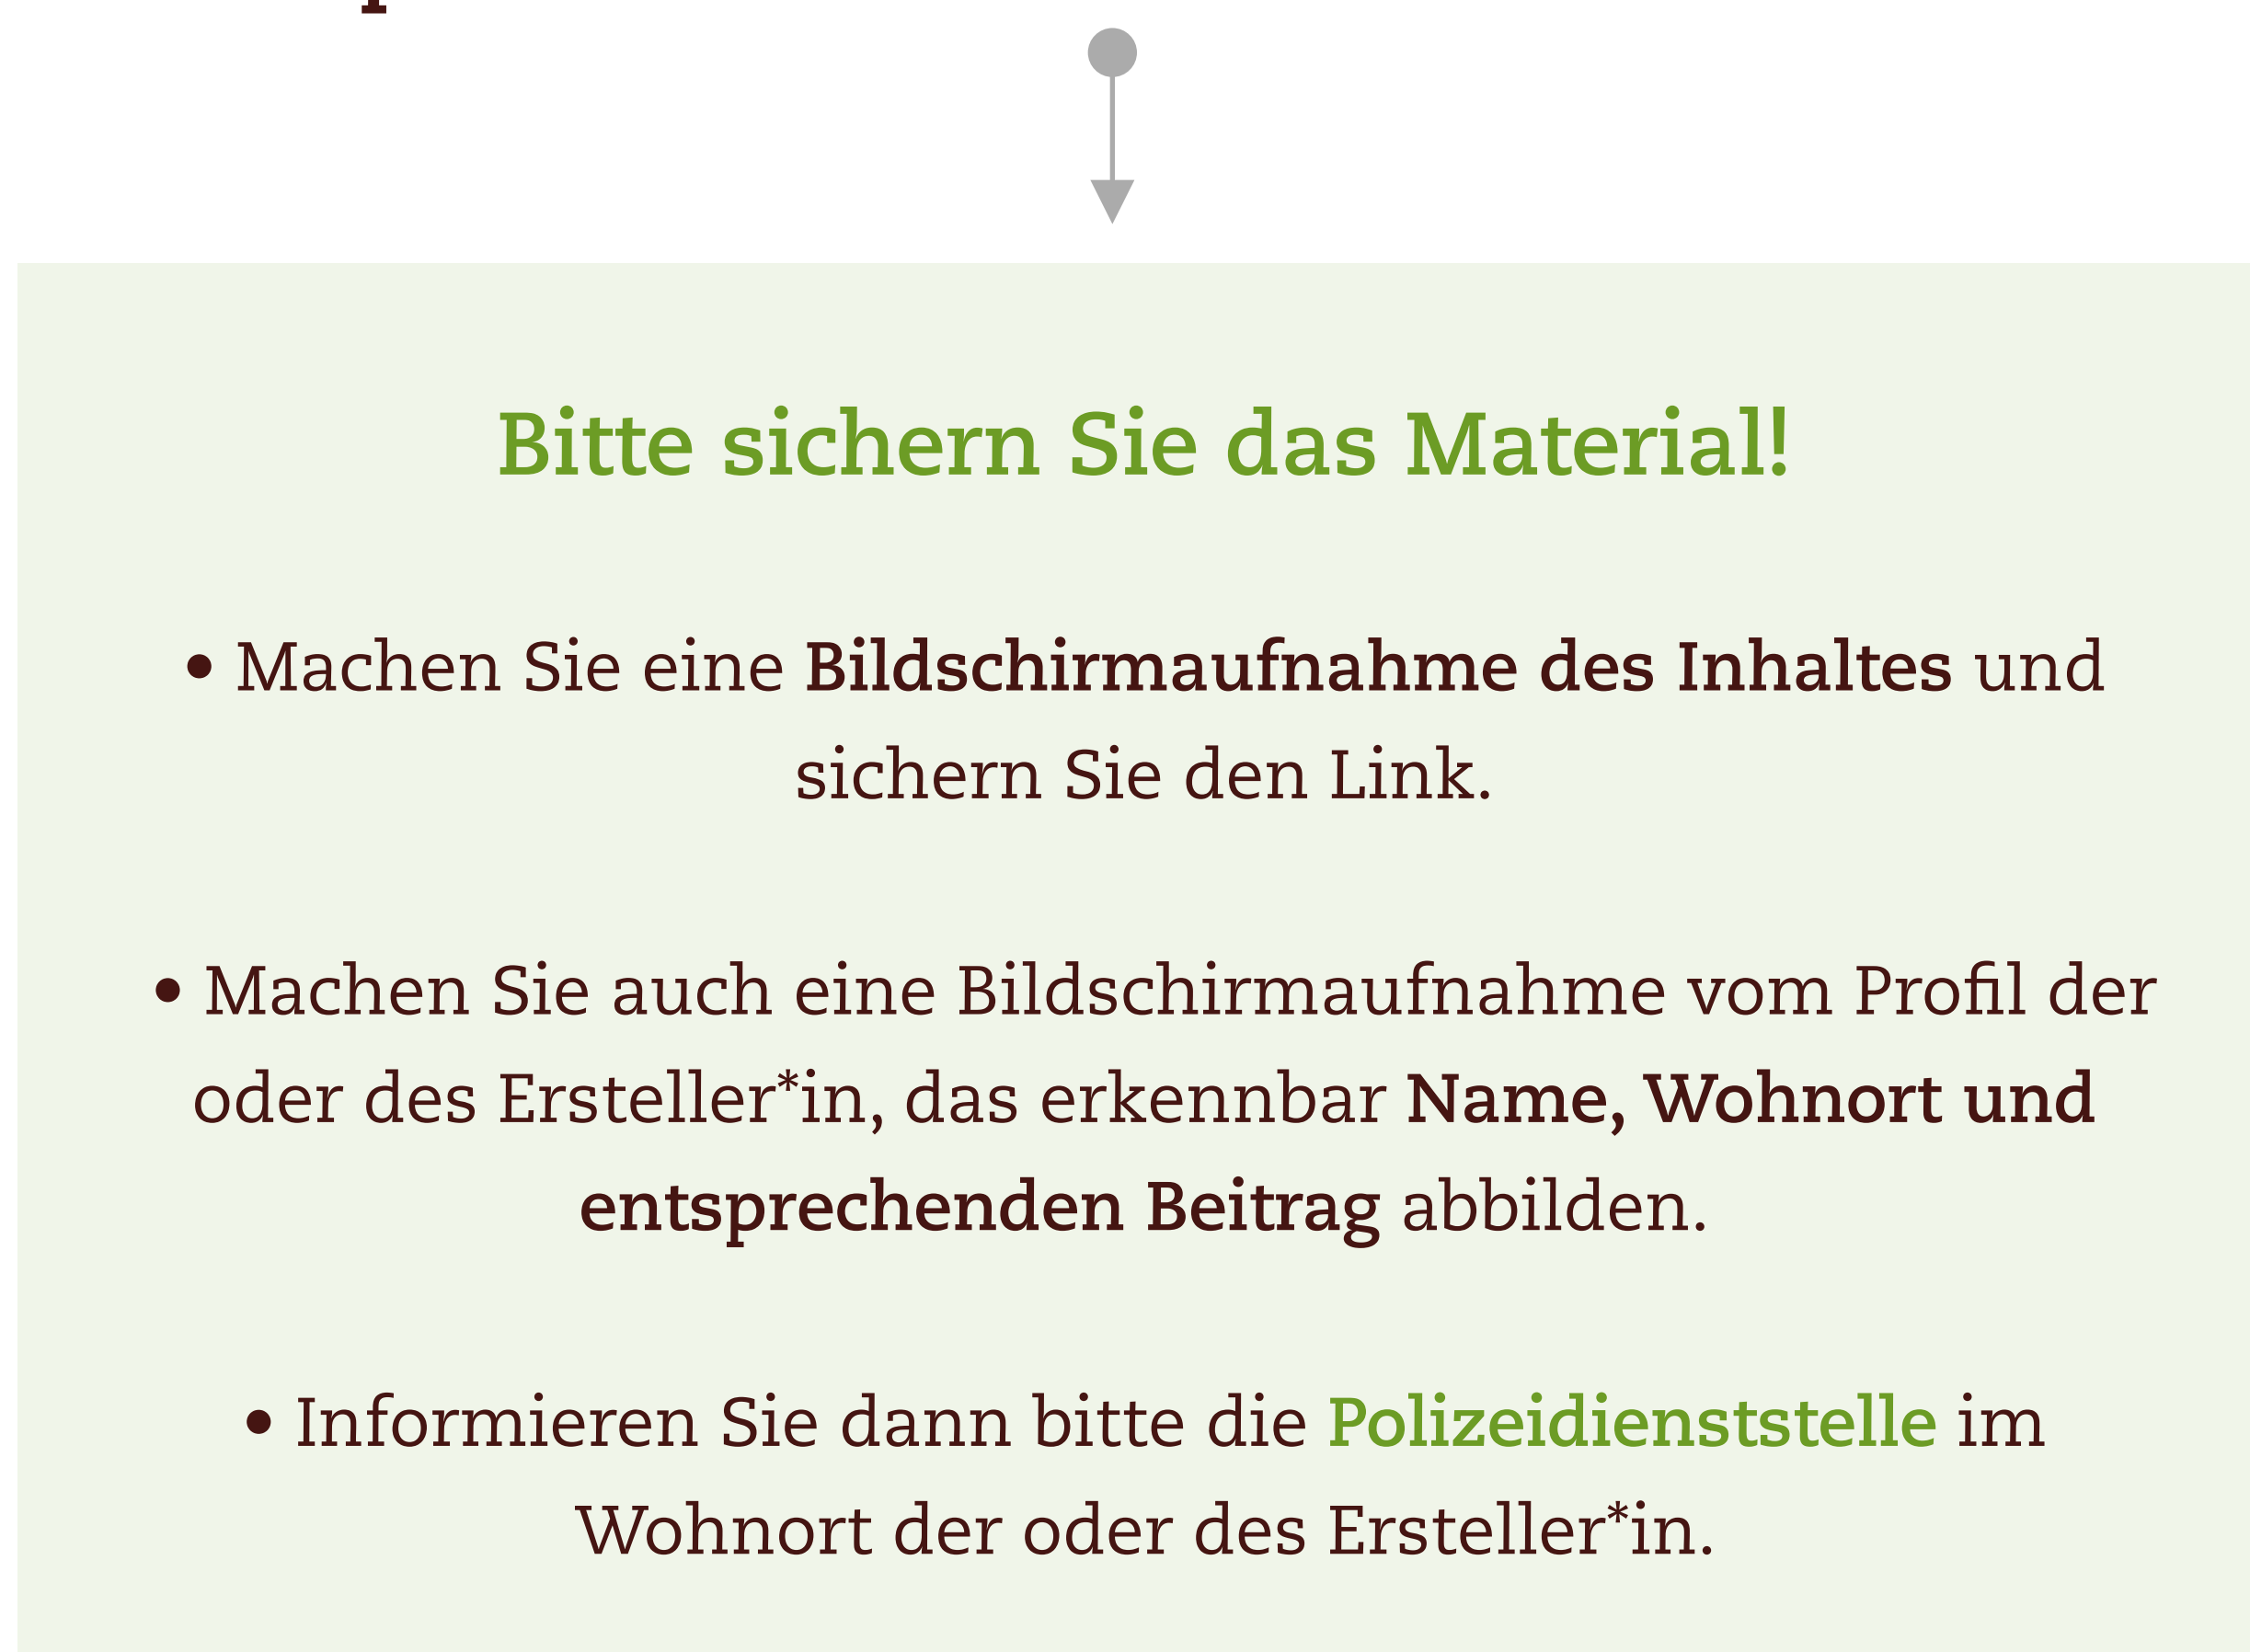 Bitte sichern Sie das Material!
• Machen Sie eine Bildschirmaufnahme des Inhaltes und
sichern Sie den Link.
• Machen Sie auch eine Bildschirmaufnahme vom Profil der
oder des Ersteller*in, das erkennbar Name, Wohnort und
entsprechenden Beitrag abbilden.
• Informieren Sie dann bitte die Polizeidienststelle im
Wohnort der oder des Ersteller*in.